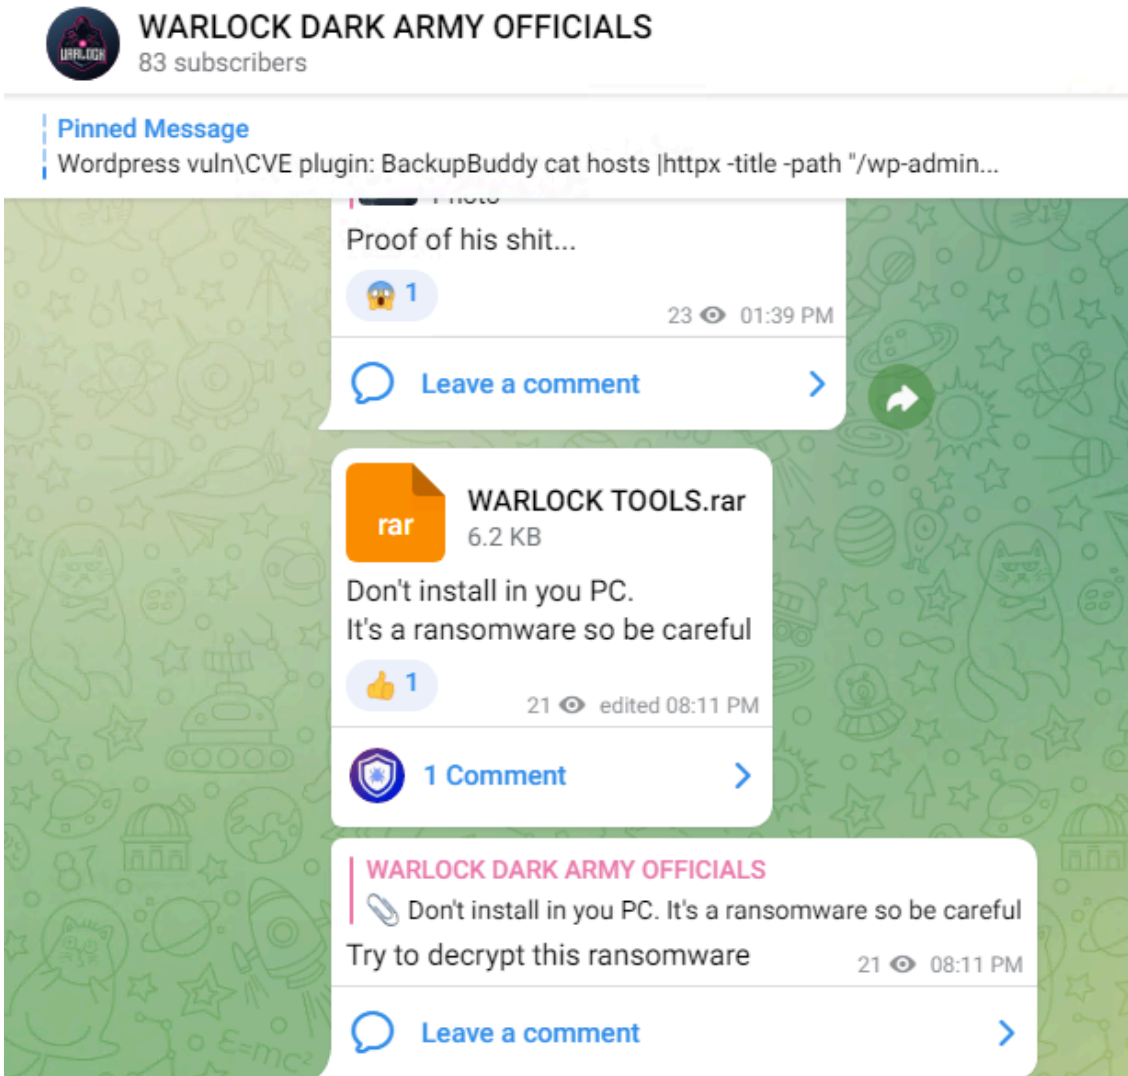 WARLOCK DARK ARMY OFFICIALS
83 subscribers
WARLOCK
Pinned Message
Wordpress vuln\CVE plugin: BackupBuddy cat hosts |httpx -title -path "/wp-admin...
Photo
Proof of his shit...
1
23 01:39 PM
Leave a comment
rar
WARLOCK TOOLS.rar
6.2 KB
Don't install in you PC.
It's a ransomware so be careful
1
21 edited 08:11 PM
1 Comment
WARLOCK DARK ARMY OFFICIALS
Don't install in you PC. It's a ransomware so be careful
Try to decrypt this ransomware
21 08:11 PM
Leave a comment
E=mc²